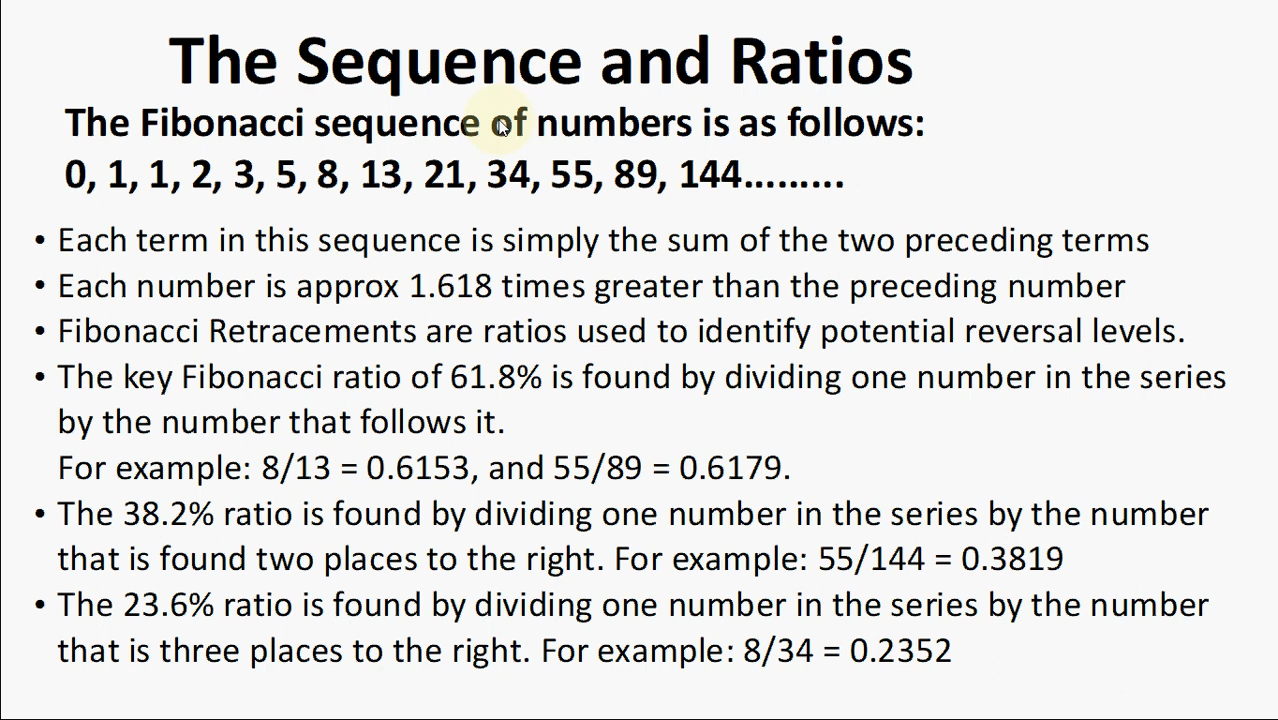 The Sequence and Ratios
The Fibonacci sequence of numbers is as follows:
0, 1, 1, 2, 3, 5, 8, 13, 21, 34, 55, 89, 144.........
• Each term in this sequence is simply the sum of the two preceding terms
• Each number is approx 1.618 times greater than the preceding number
• Fibonacci Retracements are ratios used to identify potential reversal levels.
• The key Fibonacci ratio of 61.8% is found by dividing one number in the series
by the number that follows it.
For example: 8/13 = 0.6153, and 55/89 = 0.6179.
• The 38.2% ratio is found by dividing one number in the series by the number
that is found two places to the right. For example: 55/144 = 0.3819
• The 23.6% ratio is found by dividing one number in the series by the number
that is three places to the right. For example: 8/34 = 0.2352